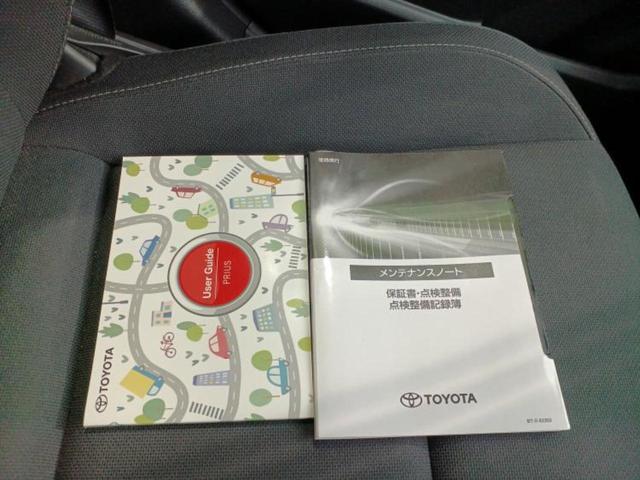 User Guide
PRIUS
TOYOTA
メンテナンスノート
保証書・点検整備
点検整備記録簿
TOYOTA